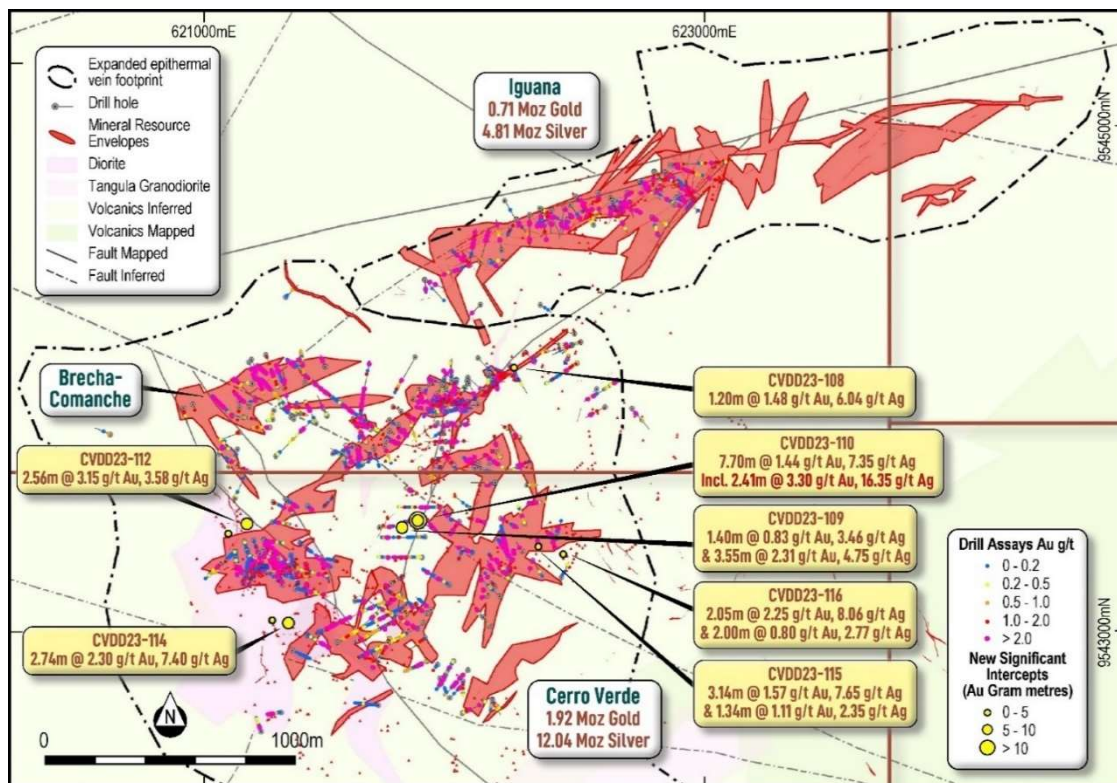 621000mE
623000mE
Expanded epithermal
vein footprint
Drill hole
Mineral Resource
Envelopes
Diorite
Tangula Granodiorite
Volcanics Inferred
Volcanics Mapped
Fault Mapped
Fault Inferred
Iguana
0.71 Moz Gold
4.81 Moz Silver
9545000mN
Brecha-
Comanche
CVDD23-108
1.20m @ 1.48 g/t Au, 6.04 g/t Ag
CVDD23-110
7.70m @ 1.44 g/t Au, 7.35 g/t Ag
Incl. 2.41m @ 3.30 g/t Au, 16.35 g/t Ag
CVDD23-112
2.56m @ 3.15 g/t Au, 3.58 g/t Ag
CVDD23-109
1.40m @ 0.83 g/t Au, 3.46 g/t Ag
& 3.55m @ 2.31 g/t Au, 4.75 g/t Ag
CVDD23-116
2.05m @ 2.25 g/t Au, 8.06 g/t Ag
& 2.00m @ 0.80 g/t Au, 2.77 g/t Ag
CVDD23-114
2.74m @ 2.30 g/t Au, 7.40 g/t Ag
CVDD23-115
3.14m @ 1.57 g/t Au, 7.65 g/t Ag
& 1.34m @ 1.11 g/t Au, 2.35 g/t Ag
Cerro Verde
1.92 Moz Gold
12.04 Moz Silver
9543000mN
Drill Assays Au g/t
0 - 0.2
0.2 - 0.5
0.5 - 1.0
1.0 - 2.0
> 2.0
New Significant
Intercepts
(Au Gram metres)
0 - 5
5 - 10
> 10
N
0
1000m